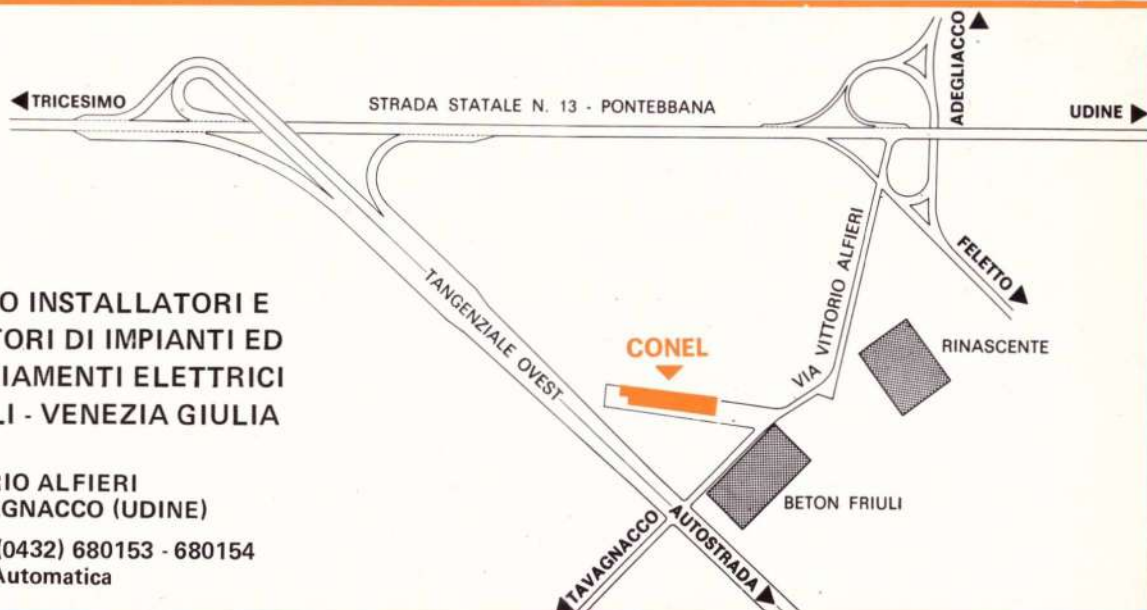 TRICESIMO
STRADA STATALE N. 13 - PONTEBBANA
ADEGLIACCO
UDINE
FELETTO
VIA VITTORIO ALFIERI
TANGENZIALE OVEST
CONEL
RINASCENTE
BETON FRIULI
TAVAGNACCO
AUTOSTRADA
O INSTALLATORI E
TORI DI IMPIANTI ED
IAMENTI ELETTRICI
LI - VENEZIA GIULIA
IO ALFIERI
GNACCO (UDINE)
(0432) 680153 - 680154
Automatica